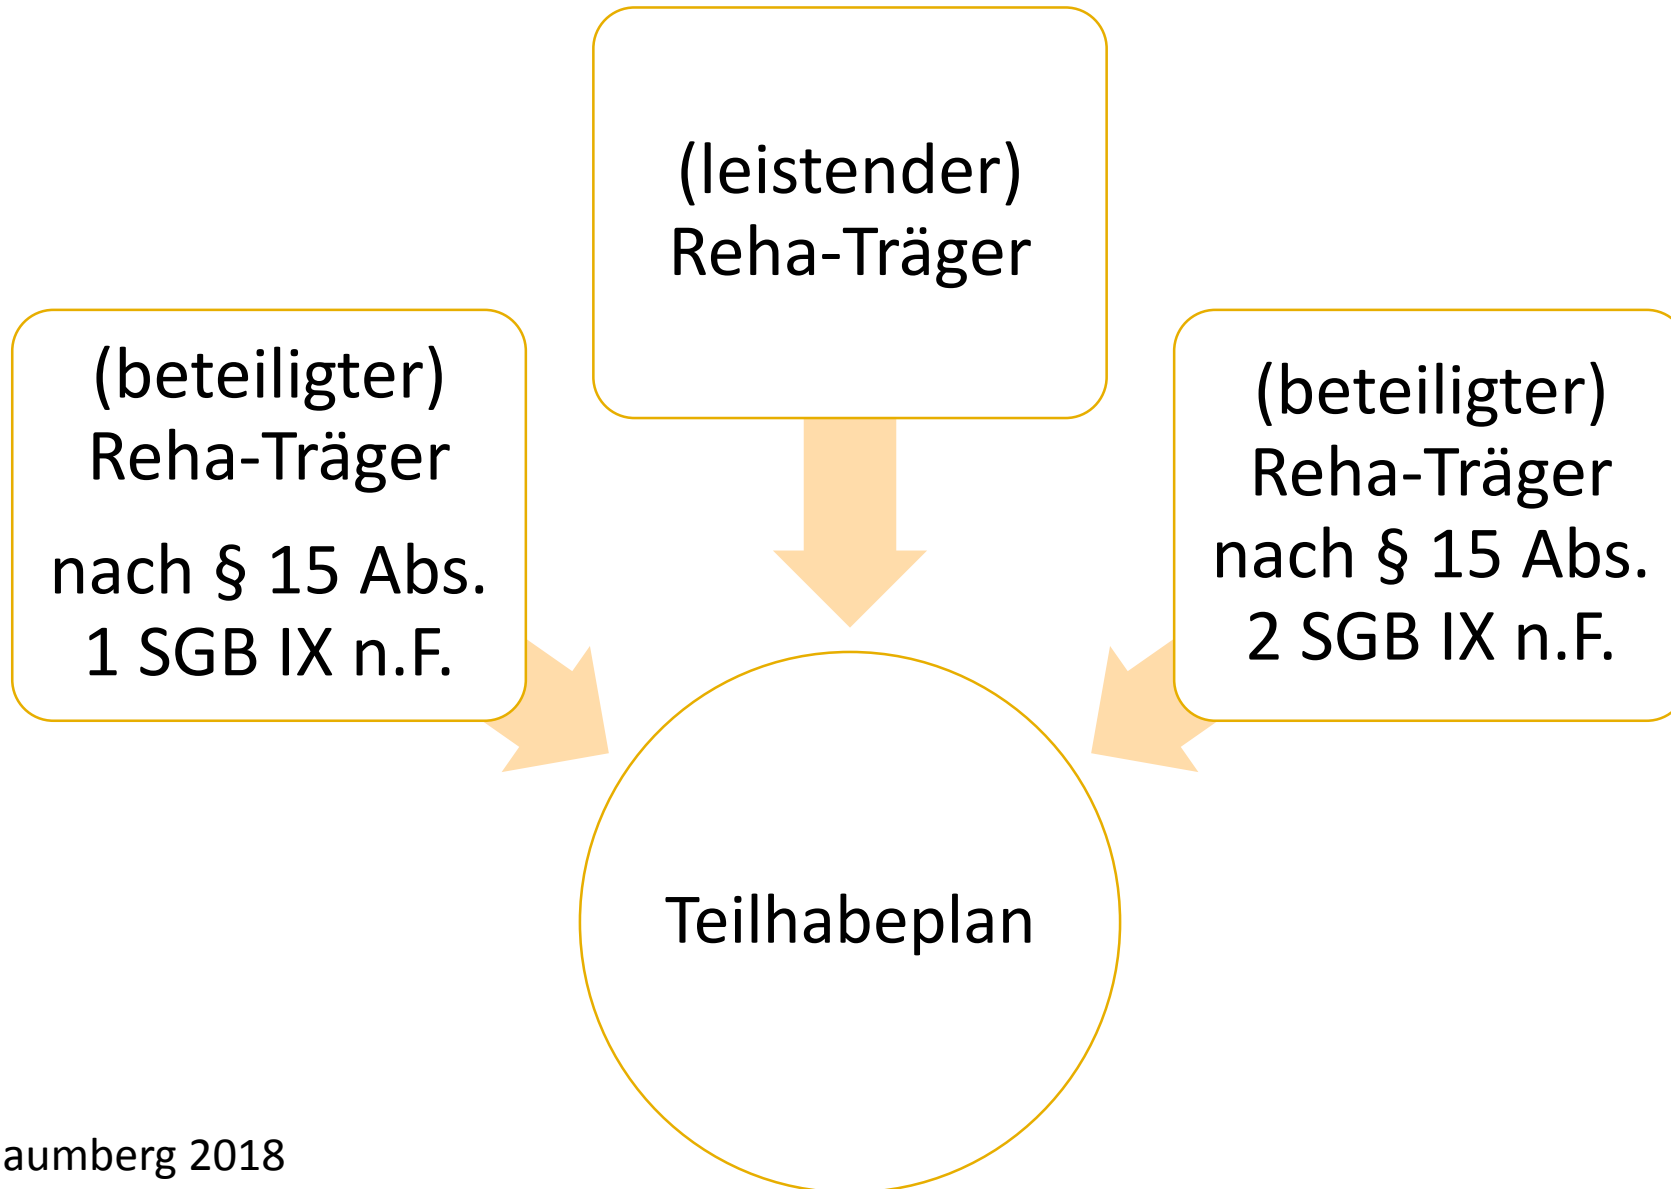 (leistender)
Reha-Träger
(beteiligter)
Reha-Träger
nach § 15 Abs.
1 SGB IX n.F.
(beteiligter)
Reha-Träger
nach § 15 Abs.
2 SGB IX n.F.
Teilhabeplan
aumberg 2018